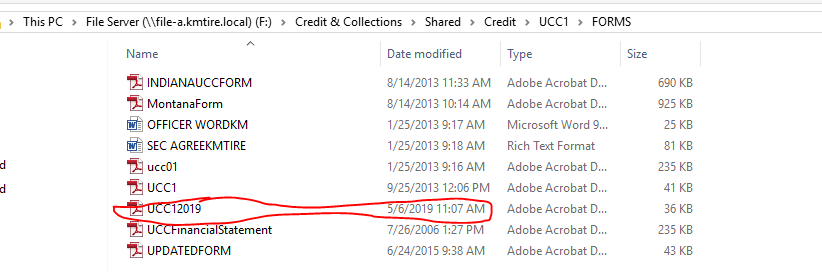 This PC > File Server (\\file-a.kmtire.local) (F:) > Credit & Collections > Shared > Credit > UCC1 > FORMS
Name Date modified Type Size
INDIANAUCCFORM 8/14/2013 11:33 AM Adobe Acrobat D... 690 KB
MontanaForm 8/14/2013 10:14 AM Adobe Acrobat D... 925 KB
OFFICER WORDKM 1/25/2013 9:17 AM Microsoft Word 9... 25 KB
SEC AGREEKMTIRE 1/25/2013 9:18 AM Rich Text Format 81 KB
ucc01 1/25/2013 9:16 AM Adobe Acrobat D... 235 KB
UCC1 9/25/2013 12:06 PM Adobe Acrobat D... 41 KB
UCC12019 5/6/2019 11:07 AM Adobe Acrobat D... 36 KB
UCCFinancialStatement 7/26/2006 1:27 PM Adobe Acrobat D... 235 KB
UPDATEDFORM 6/24/2015 9:38 AM Adobe Acrobat D... 43 KB